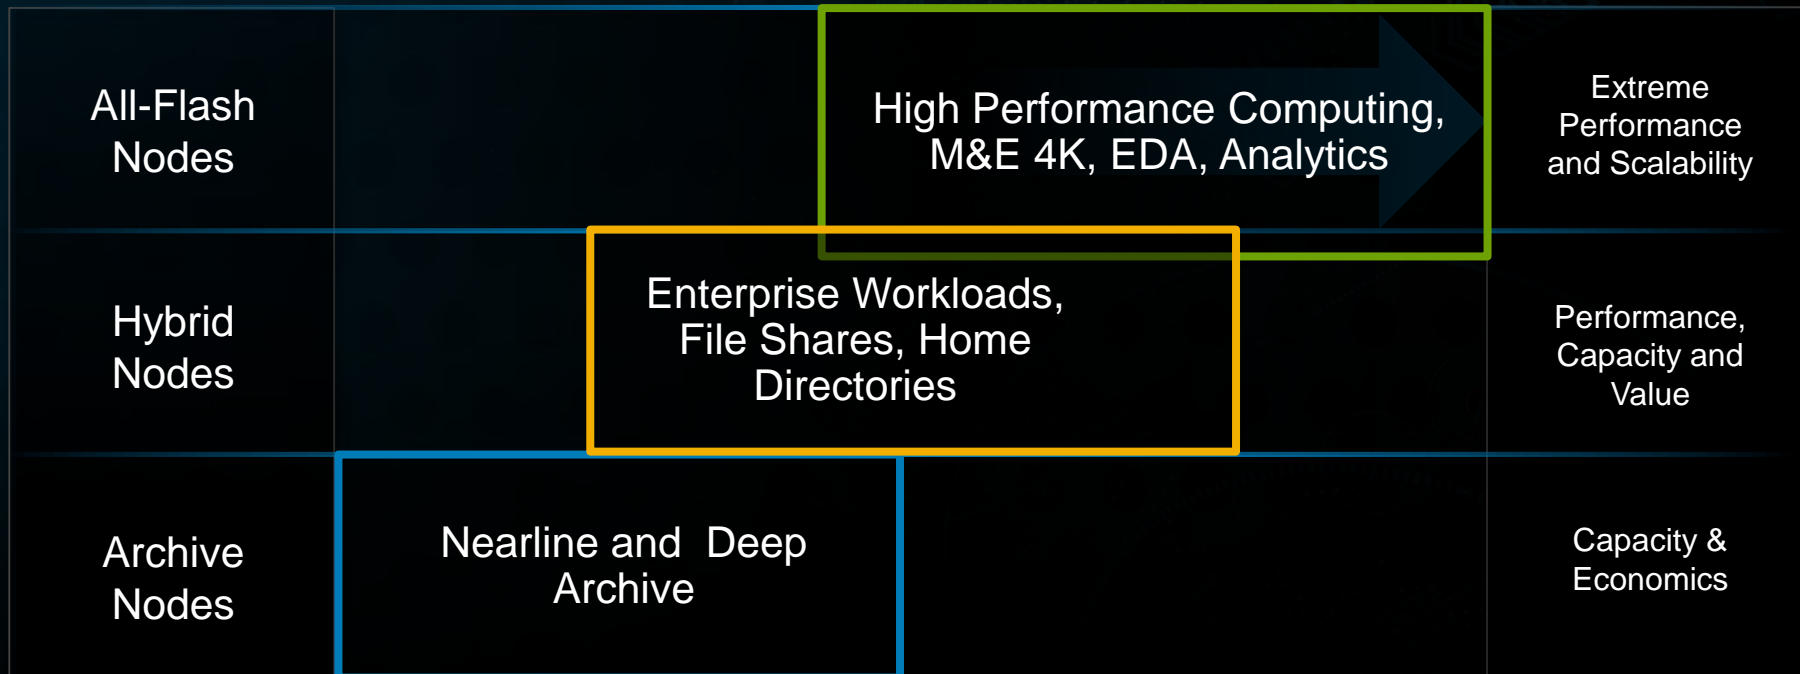 All-Flash
Nodes
High Performance Computing,
M&E 4K, EDA, Analytics
Extreme
Performance
and Scalability
Hybrid
Nodes
Enterprise Workloads,
File Shares, Home
Directories
Performance,
Capacity and
Value
Archive
Nodes
Nearline and  Deep
Archive
Capacity &
Economics